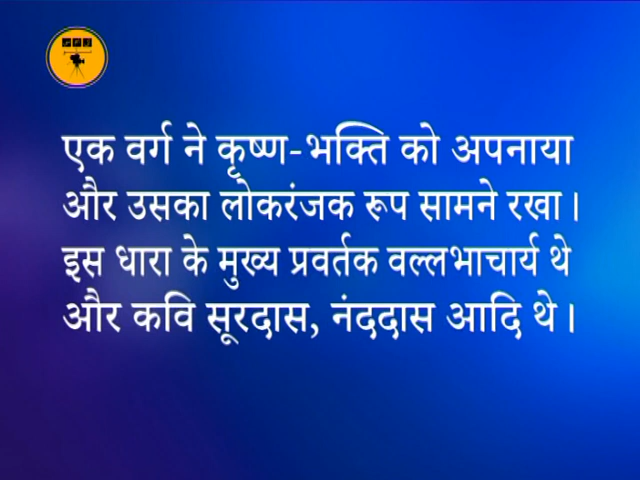 एक वर्ग ने कृष्ण-भक्ति को अपनाया
और उसका लोकरंजक रूप सामने रखा।
इस धारा के मुख्य प्रवर्तक वल्लभाचार्य थे
और कवि सूरदास, नंददास आदि थे।